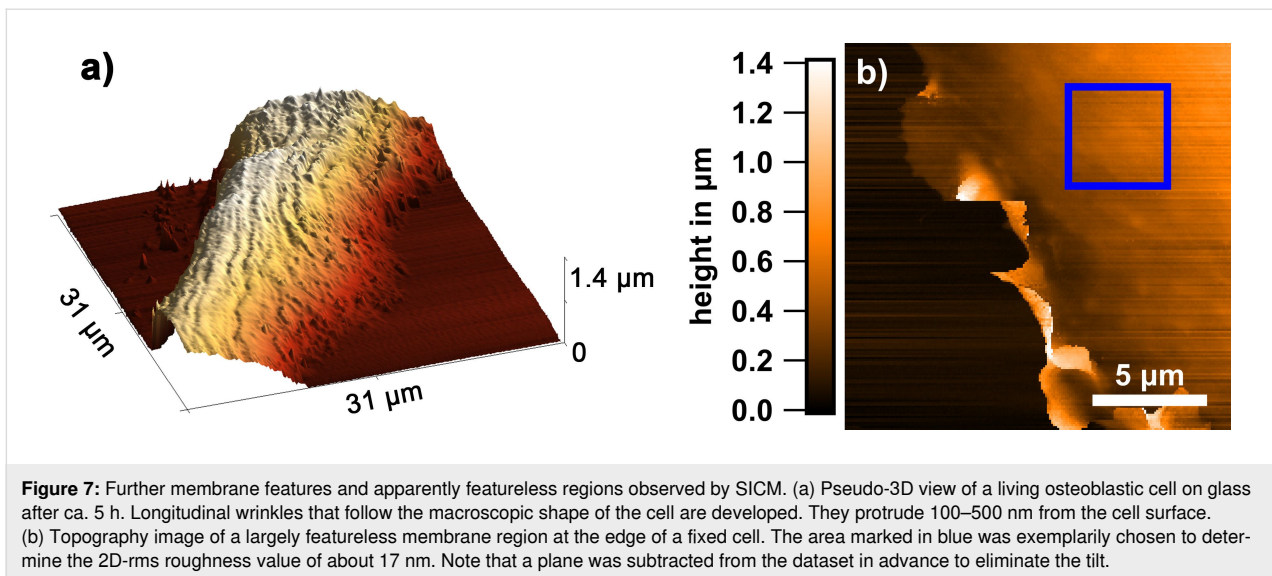 a)
31 µm
31 µm
1.4 µm
0
height in µm
1.4
1.2
1.0
0.8
0.6
0.4
0.2
0.0
b)
5 µm
Figure 7: Further membrane features and apparently featureless regions observed by SICM. (a) Pseudo-3D view of a living osteoblastic cell on glass
after ca. 5 h. Longitudinal wrinkles that follow the macroscopic shape of the cell are developed. They protrude 100–500 nm from the cell surface.
(b) Topography image of a largely featureless membrane region at the edge of a fixed cell. The area marked in blue was exemplarily chosen to deter-
mine the 2D-rms roughness value of about 17 nm. Note that a plane was subtracted from the dataset in advance to eliminate the tilt.